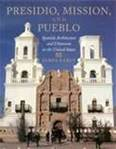 PRESIDIO, MISSION,
AND
PUEBLO
Spanish Architecture
and Urbanism
in the United States
JAMES EARLY